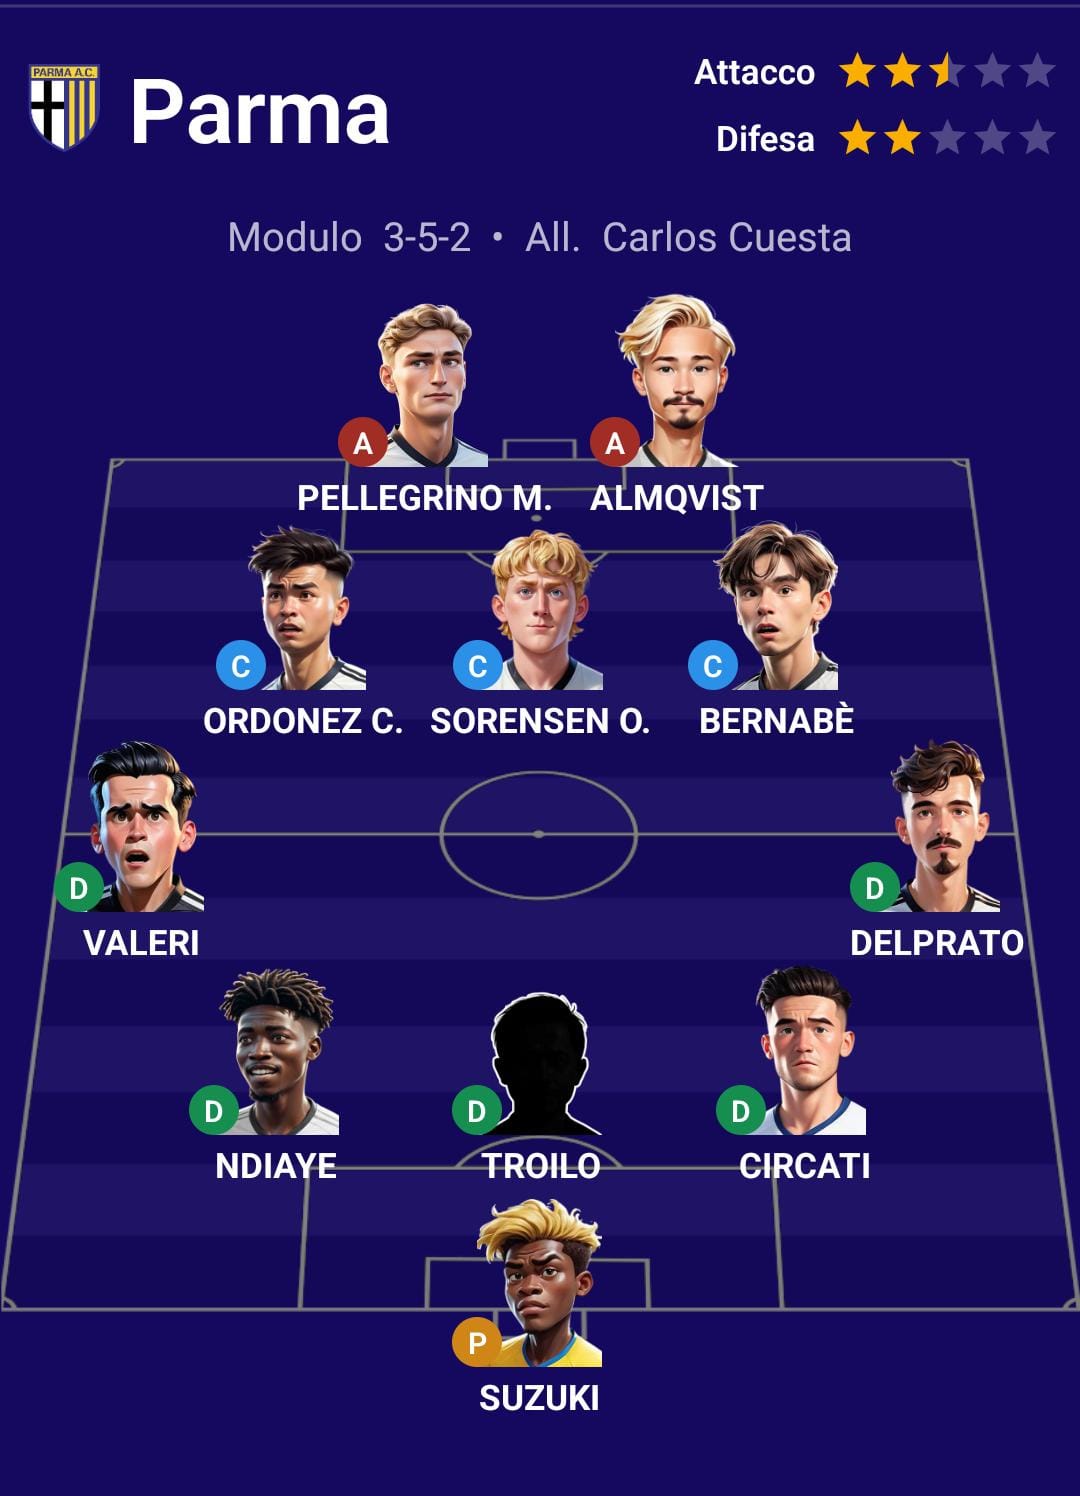 PARMA A.C.
Parma
Attacco
Difesa
Modulo 3-5-2 • All. Carlos Cuesta
A
A
PELLEGRINO M.
ALMQVIST
C
C
C
ORDONEZ C.
SORENSEN O.
BERNABÈ
D
D
VALERI
DELPRATO
D
D
D
NDIAYE
TROILO
CIRCATI
P
SUZUKI